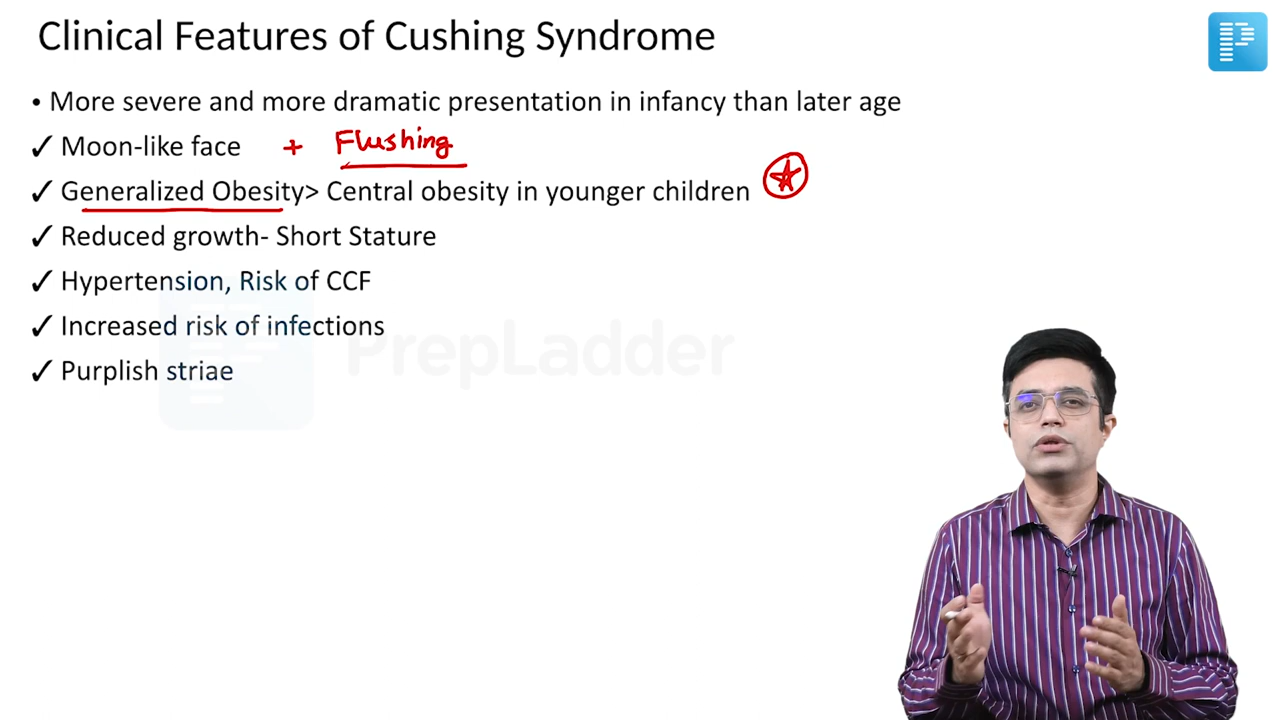 Clinical Features of Cushing Syndrome
• More severe and more dramatic presentation in infancy than later age
✓ Moon-like face + Flushing
✓ Generalized Obesity> Central obesity in younger children
✓ Reduced growth- Short Stature
✓ Hypertension, Risk of CCF
✓ Increased risk of infections
✓ Purplish striae
PrepLadder